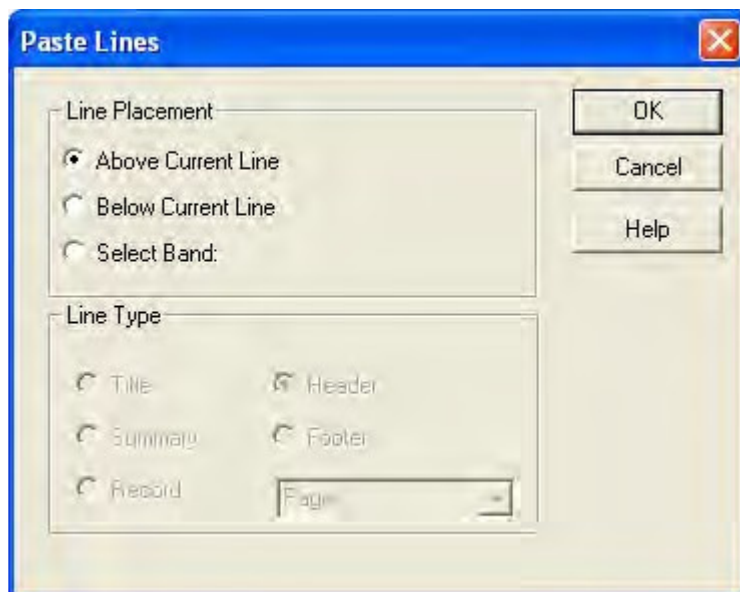 Paste Lines
Line Placement
Above Current Line
Below Current Line
Select Band:
OK
Cancel
Help
Line Type
Title
Header
Summary
Footer
Record
Page